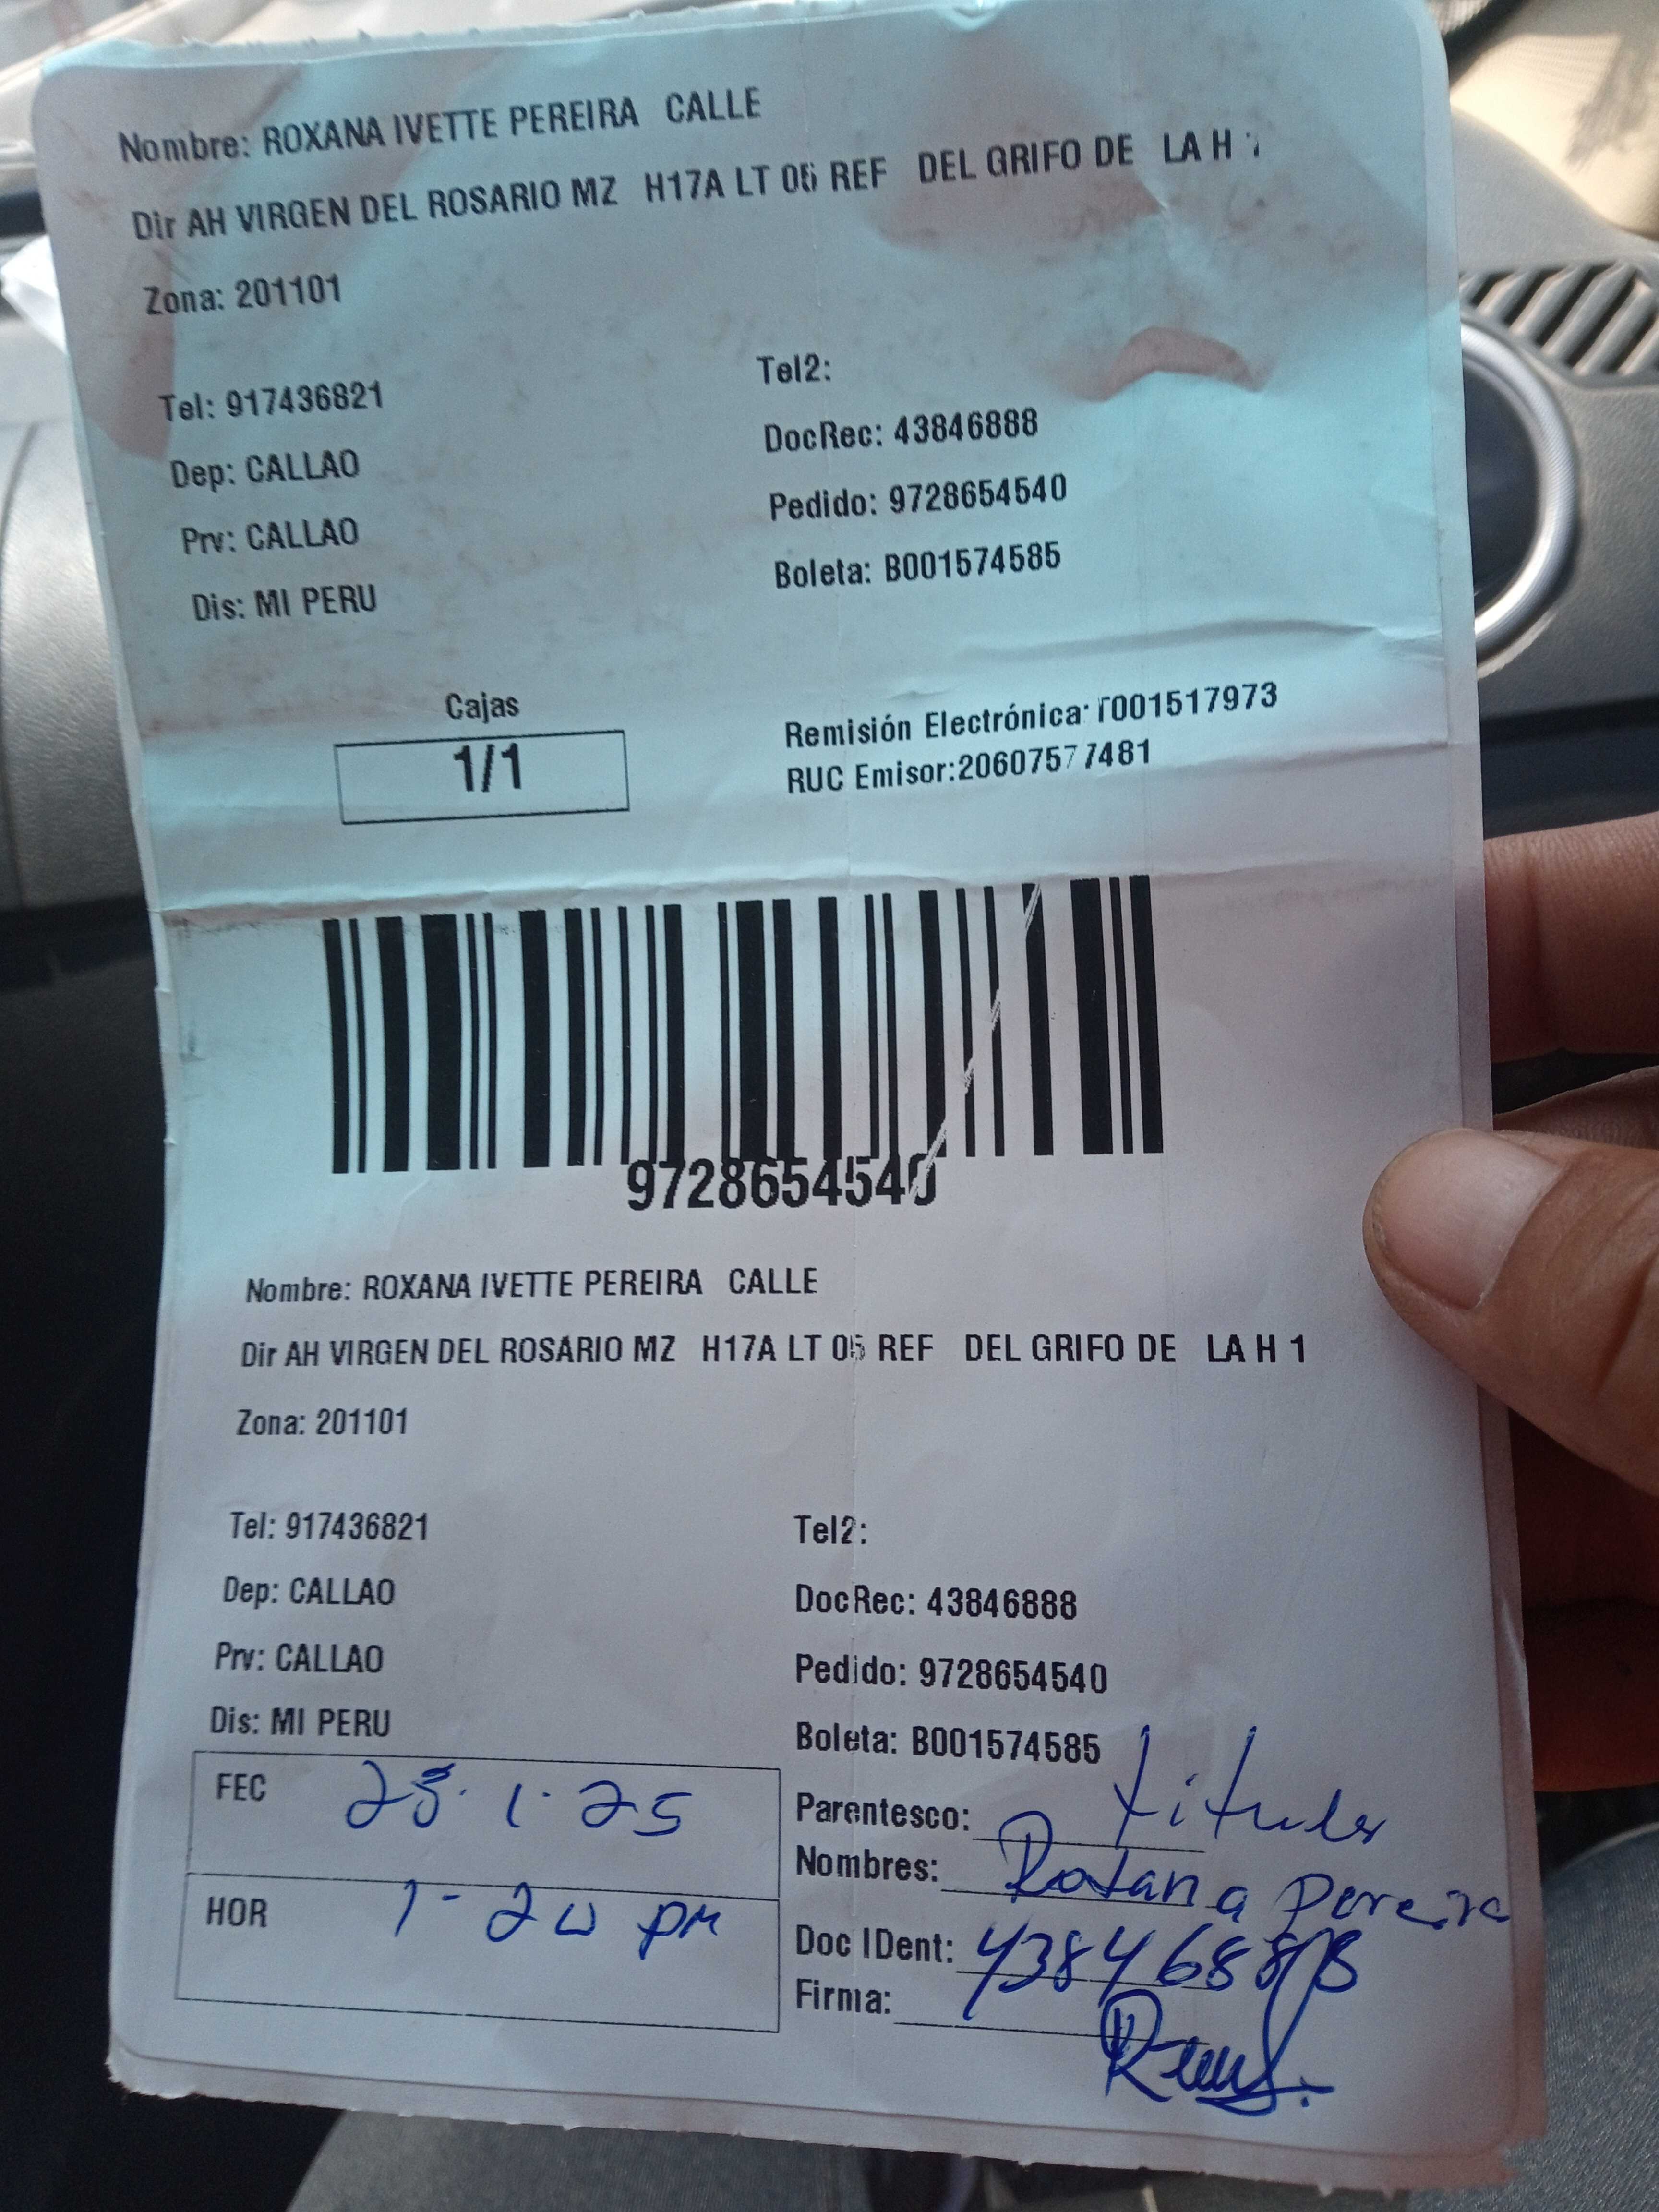 Nombre: ROXANA IVETTE PEREIRA CALLE
Dir AH VIRGEN DEL ROSARIO MZ H17A LT 05 REF DEL GRIFO DE LA H
Zona: 201101
Tel: 917436821
Tel2:
Dep: CALLAO
DocRec: 43846888
Prv: CALLAO
Pedido: 9728654540
Dis: MI PERU
Boleta: B001574585
Cajas
1/1
Remisión Electrónica: T001517973
RUC Emisor:20607577481
9728654540
Nombre: ROXANA IVETTE PEREIRA CALLE
Dir AH VIRGEN DEL ROSARIO MZ H17A LT 05 REF DEL GRIFO DE LA H 1
Zona: 201101
Tel: 917436821
Tel2:
Dep: CALLAO
DocRec: 43846888
Prv: CALLAO
Pedido: 9728654540
Dis: MI PERU
Boleta: B001574585
FEC
Parentesco: titular
Nombres: Roxana Pereira
HOR 1-20 pm
Doc IDent: 43846888
Firma: